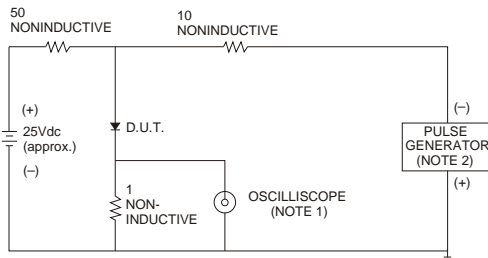 50
NONINDUCTIVE
10
NONINDUCTIVE
(+)
25Vdc
(approx.)
(–)
D.U.T.
1
NON-
INDUCTIVE
OSCILLISCOPE
(NOTE 1)
(–)
PULSE
GENERATOR
(NOTE 2)
(+)